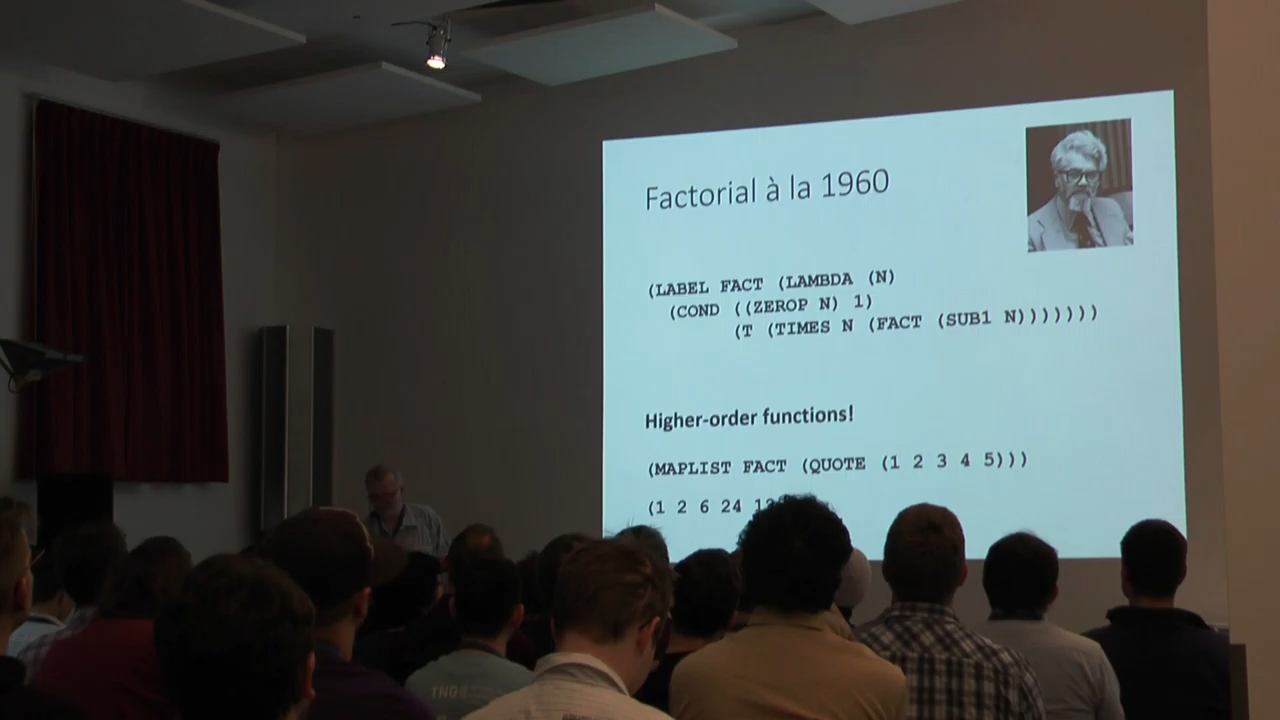 Factorial à la 1960
(LABEL FACT (LAMBDA (N)
(COND ((ZEROP N) 1)
(T (TIMES N (FACT (SUB1 N)))))))
Higher-order functions!
(MAPLIST FACT (QUOTE (1 2 3 4 5)))
(1 2 6 24
TNO